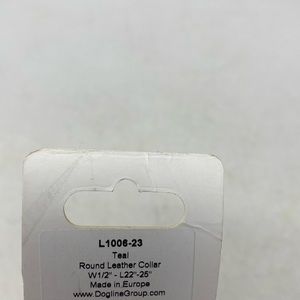 L1006-23
Teal
Round Leather Collar
W1/2" - L22"-25"
Made in Europe
www.DoglineGroup.com